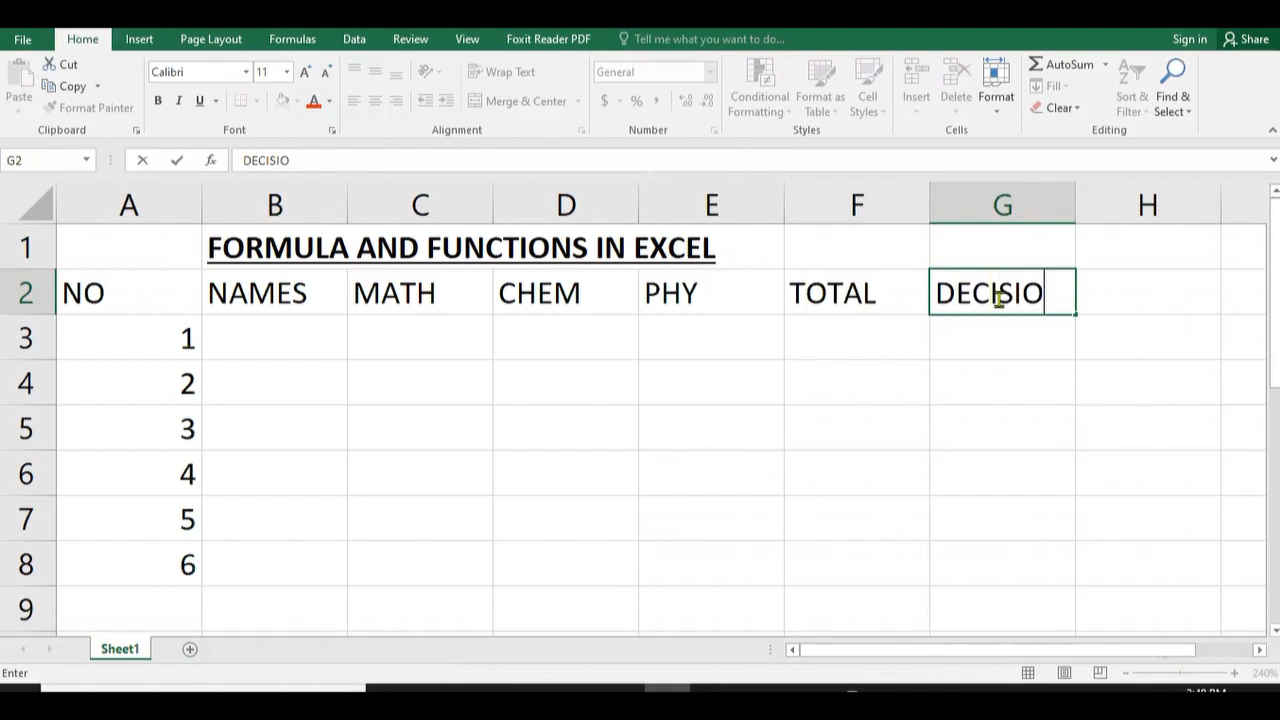 File Home Insert Page Layout Formulas Data Review View Foxit Reader PDF Tell me what you want to do... Sign in Share
Paste Cut Copy Format Painter
Clipboard
Calibri 11 A A
B I U A
Font
Wrap Text
Merge & Center
Alignment
General
$ % ,
Number
Conditional Formatting Format as Table Cell Styles
Styles
Insert Delete Format
Cells
AutoSum Fill Clear Sort & Filter Find & Select
Editing
G2 fx DECISIO
A B C D E F G H
1 FORMULA AND FUNCTIONS IN EXCEL
2 NO NAMES MATH CHEM PHY TOTAL DECISIO
3 1
4 2
5 3
6 4
7 5
8 6
9
Sheet1
Enter 240%